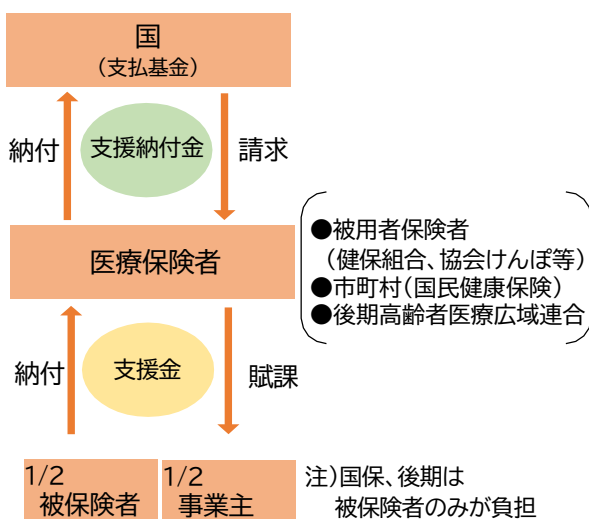 国
（支払基金）
納付
支援納付金
請求
医療保険者
●被用者保険者
（健保組合、協会けんぽ等）
●市町村（国民健康保険）
●後期高齢者医療広域連合
納付
支援金
賦課
1/2
被保険者
1/2
事業主
注）国保、後期は
被保険者のみが負担